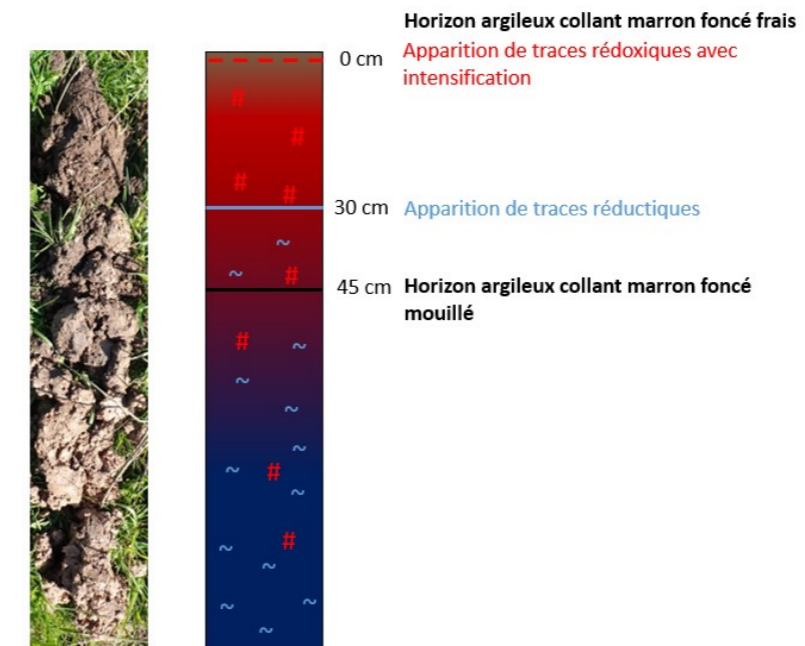 Horizon argileux collant marron foncé frais
0 cm
Apparition de traces rédoxiques avec
intensification
#
#
#
#
30 cm
Apparition de traces réductiques
~
~
#
45 cm
Horizon argileux collant marron foncé
mouillé
#
~
~
~
~
~
#
~
#
~
~
~
~
~